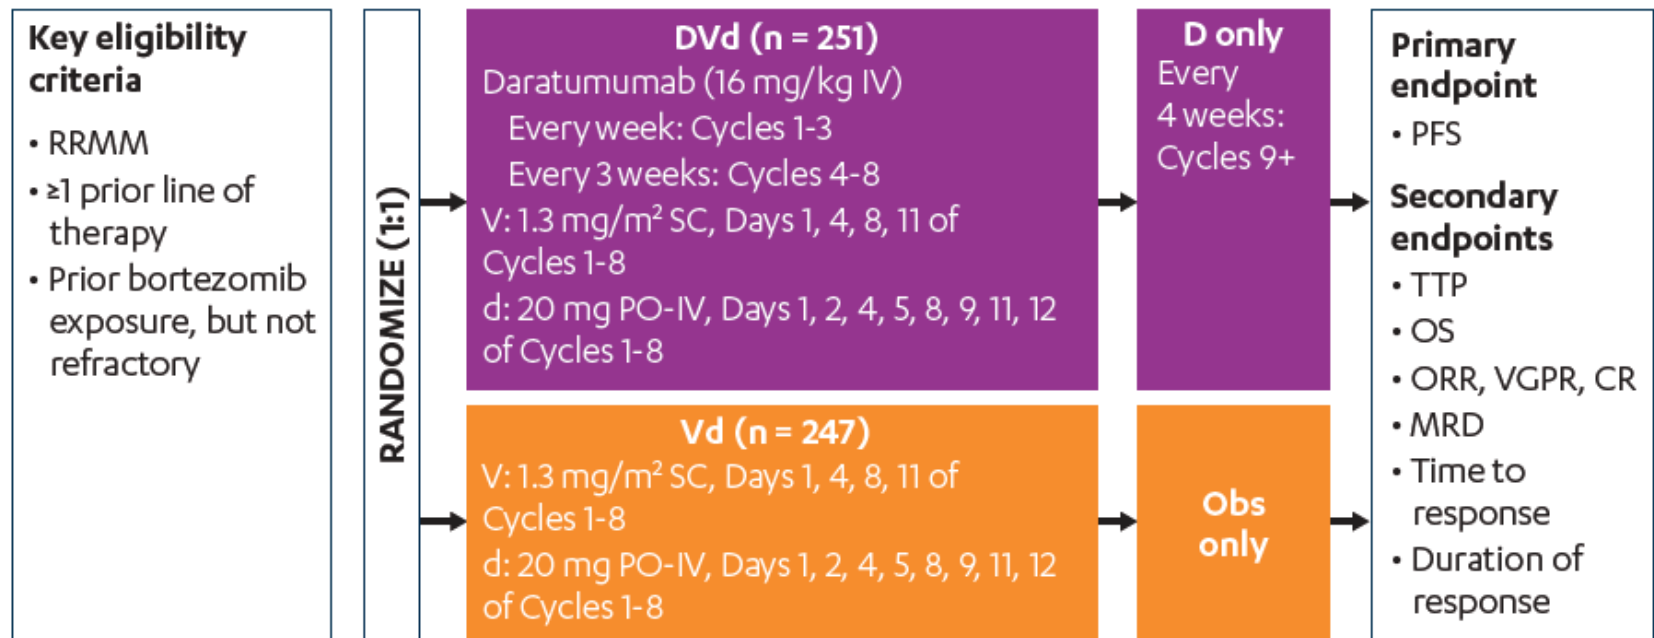 Key eligibility
criteria
• RRMM
• ≥1 prior line of
therapy
• Prior bortezomib
exposure, but not
refractory
RANDOMIZE (1:1)
DVd (n = 251)
Daratumumab (16 mg/kg IV)
Every week: Cycles 1-3
Every 3 weeks: Cycles 4-8
V: 1.3 mg/m² SC, Days 1, 4, 8, 11 of
Cycles 1-8
d: 20 mg PO-IV, Days 1, 2, 4, 5, 8, 9, 11, 12
of Cycles 1-8
D only
Every
4 weeks:
Cycles 9+
Vd (n = 247)
V: 1.3 mg/m² SC, Days 1, 4, 8, 11 of
Cycles 1-8
d: 20 mg PO-IV, Days 1, 2, 4, 5, 8, 9, 11, 12
of Cycles 1-8
Obs
only
Primary
endpoint
• PFS
Secondary
endpoints
• TTP
• OS
• ORR, VGPR, CR
• MRD
• Time to
response
• Duration of
response